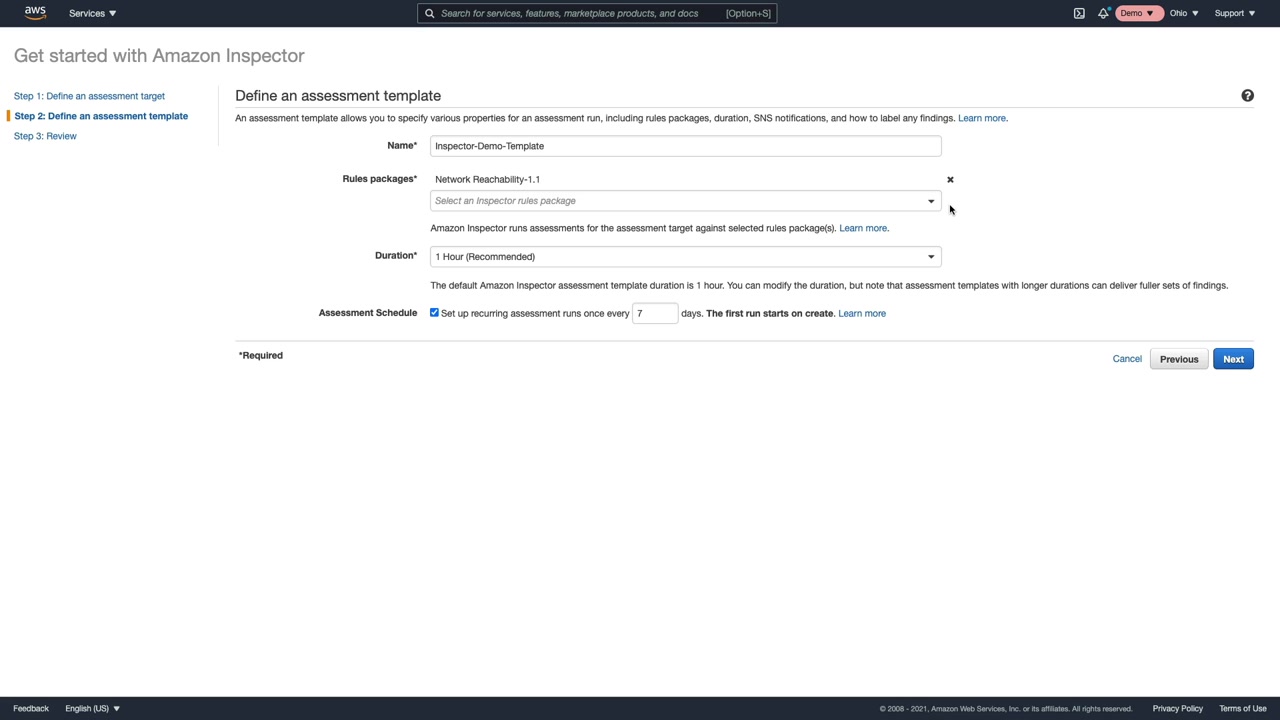 aws
Services
Search for services, features, marketplace products, and docs [Option+S]
Demo
Ohio
Support
Get started with Amazon Inspector
Step 1: Define an assessment target
Step 2: Define an assessment template
Step 3: Review
Define an assessment template
An assessment template allows you to specify various properties for an assessment run, including rules packages, duration, SNS notifications, and how to label any findings. Learn more.
Name* Inspector-Demo-Template
Rules packages* Network Reachability-1.1
Select an Inspector rules package
Amazon Inspector runs assessments for the assessment target against selected rules package(s). Learn more.
Duration* 1 Hour (Recommended)
The default Amazon Inspector assessment template duration is 1 hour. You can modify the duration, but note that assessment templates with longer durations can deliver fuller sets of findings.
Assessment Schedule Set up recurring assessment runs once every 7 days. The first run starts on create. Learn more
*Required
Cancel Previous Next
Feedback English (US) © 2008 - 2021, Amazon Web Services, Inc. or its affiliates. All rights reserved. Privacy Policy Terms of Use